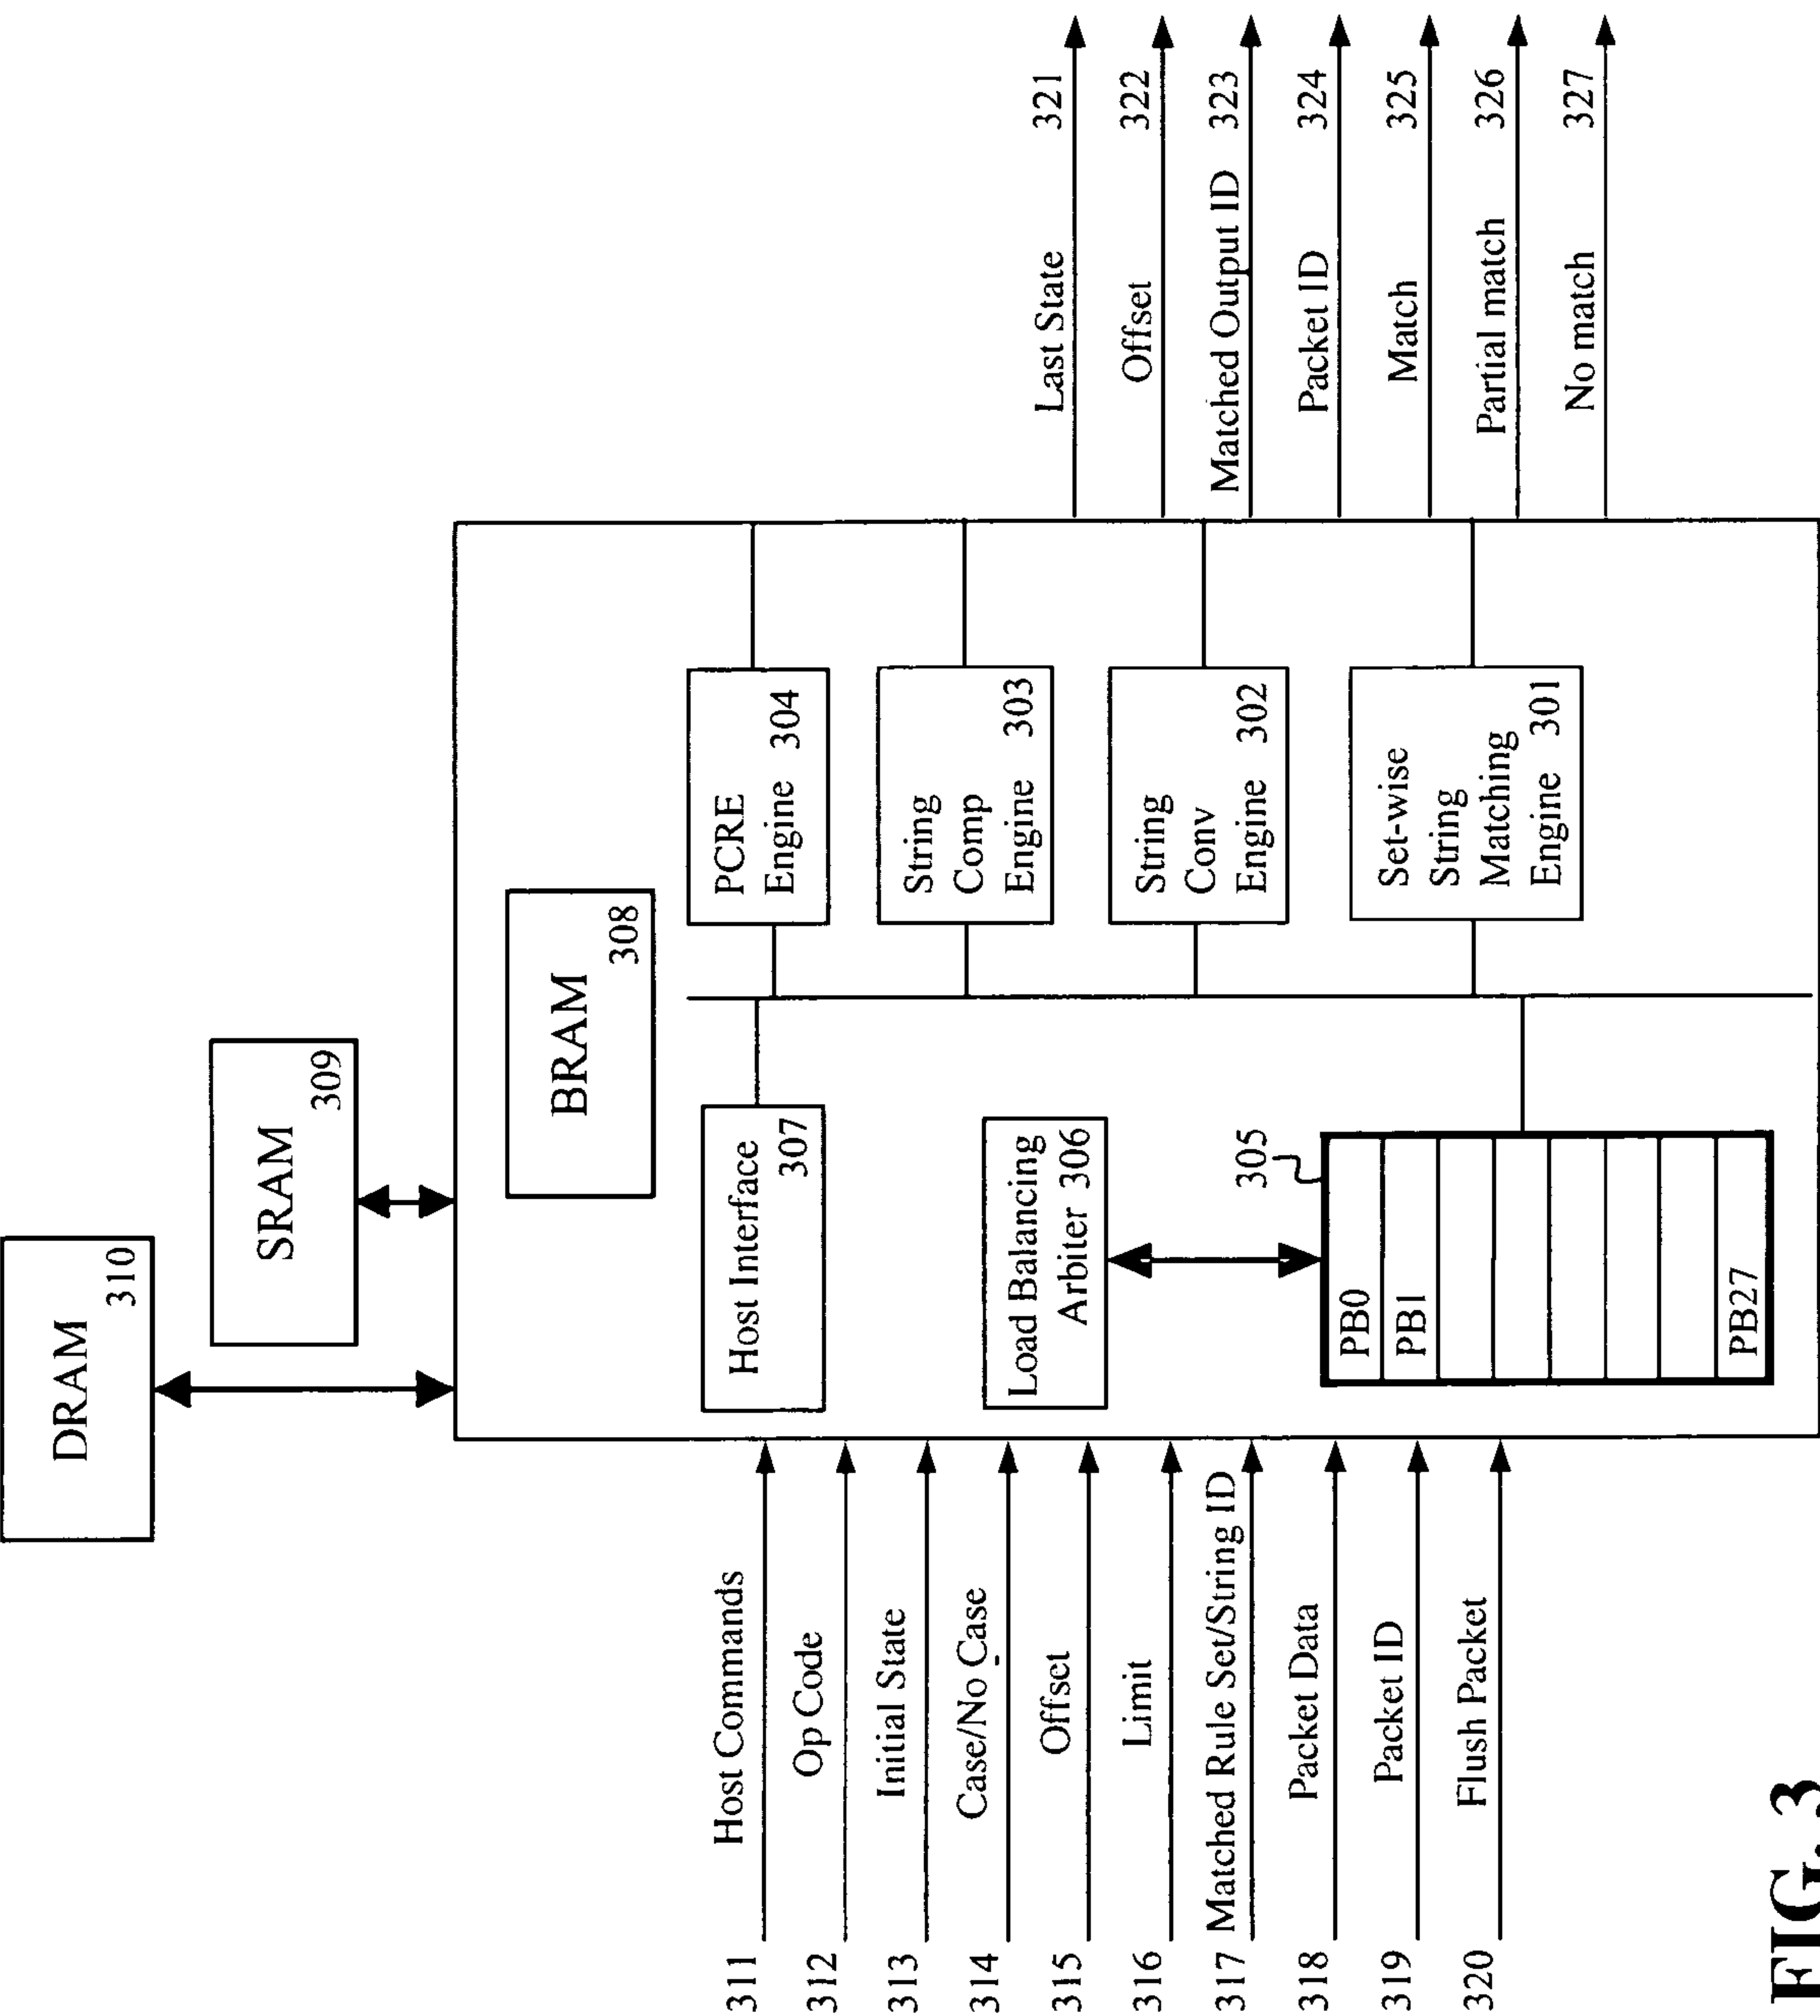 DRAM
310
SRAM
309
BRAM
308
311 Host Commands
312 Op Code
313 Initial State
314 Case/No Case
315 Offset
316 Limit
317 Matched Rule Set/String ID
318 Packet Data
319 Packet ID
320 Flush Packet
Host Interface
307
Load Balancing
Arbiter 306
305
PB0
PB1
PB27
PCRE
Engine 304
String
Comp
Engine 303
String
Conv
Engine 302
Set-wise
String
Matching
Engine 301
Last State 321
Offset 322
Matched Output ID 323
Packet ID 324
Match 325
Partial match 326
No match 327
FIG. 3